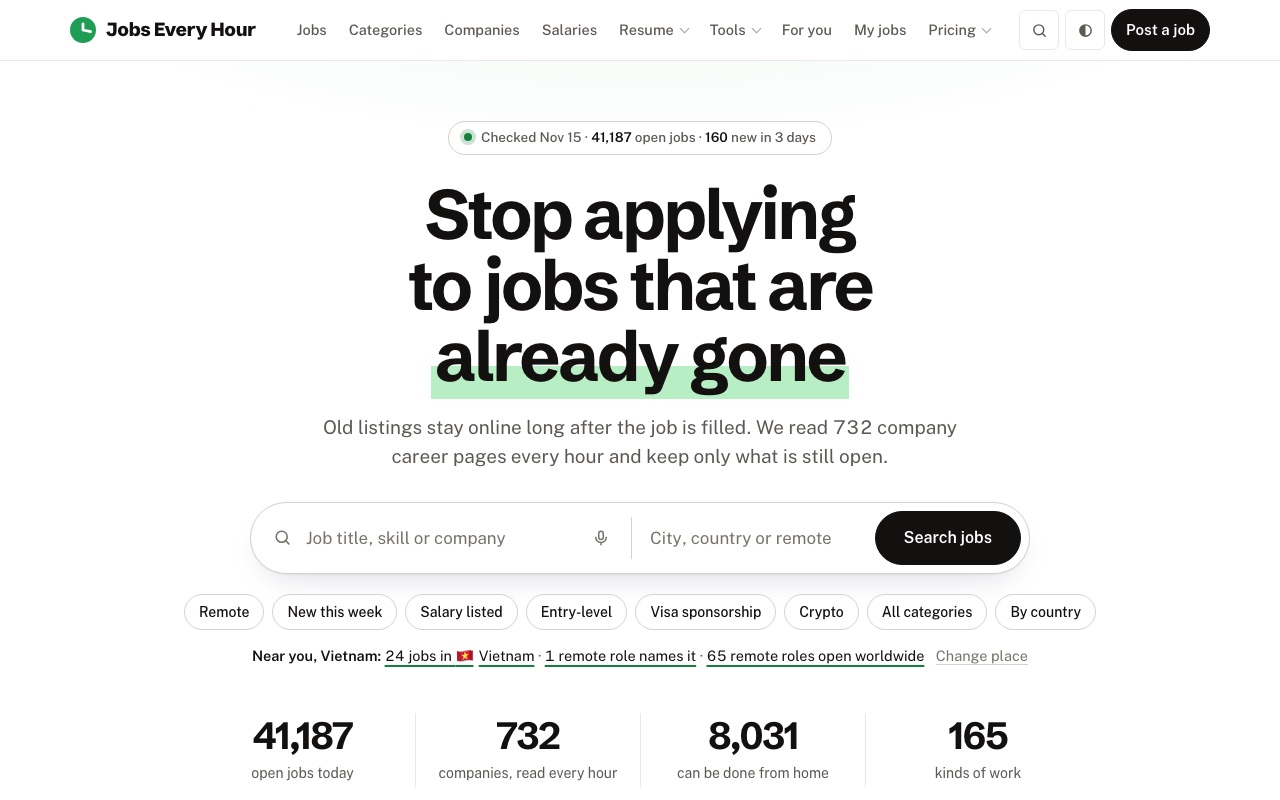 Jobs Every Hour
Jobs
Categories
Companies
Salaries
Resume
Tools
For you
My jobs
Pricing
Post a job
Checked Nov 15 · 41,187 open jobs · 160 new in 3 days
Stop applying
to jobs that are
already gone
Old listings stay online long after the job is filled. We read 732 company
career pages every hour and keep only what is still open.
Job title, skill or company
City, country or remote
Search jobs
Remote
New this week
Salary listed
Entry-level
Visa sponsorship
Crypto
All categories
By country
Near you, Vietnam: 24 jobs in 🇻🇳 Vietnam · 1 remote role names it · 65 remote roles open worldwide Change place
41,187
open jobs today
732
companies, read every hour
8,031
can be done from home
165
kinds of work